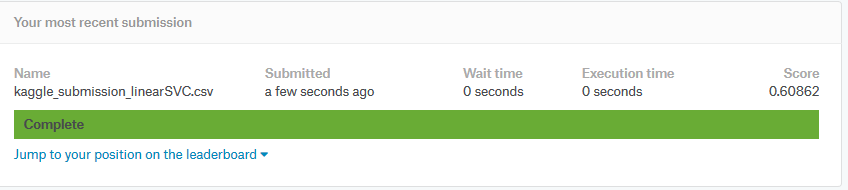 Your most recent submission
Name Submitted Wait time Execution time Score
kaggle_submission_linearSVC.csv a few seconds ago 0 seconds 0 seconds 0.60862
Complete
Jump to your position on the leaderboard